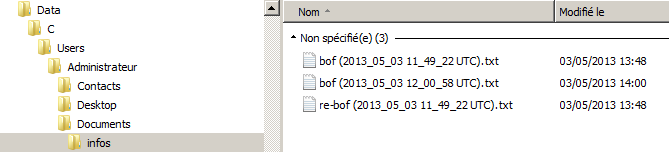 Data
C
Users
Administrateur
Contacts
Desktop
Documents
infos
Nom Modifié le
Non spécifié(e) (3)
bof (2013_05_03 11_49_22 UTC).txt 03/05/2013 13:48
bof (2013_05_03 12_00_58 UTC).txt 03/05/2013 14:00
re-bof (2013_05_03 11_49_22 UTC).txt 03/05/2013 13:48